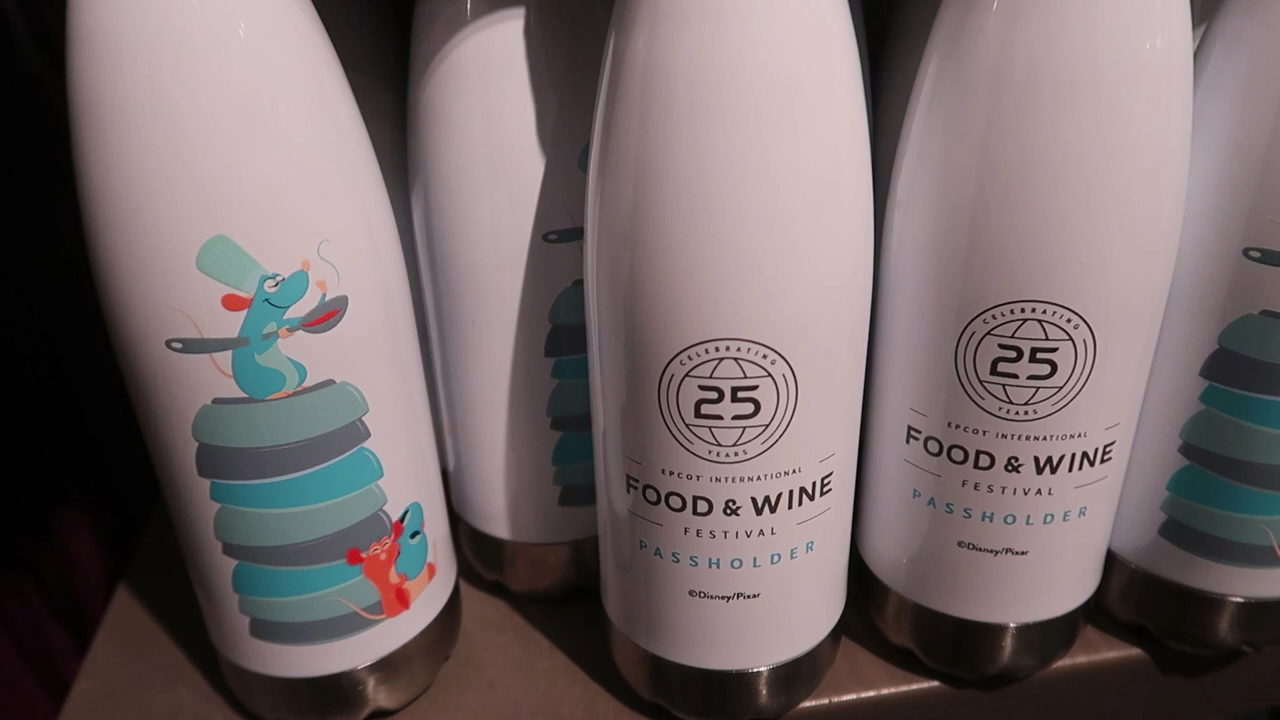 CELEBRATING
25
YEARS
EPCOT INTERNATIONAL
FOOD & WINE
FESTIVAL
PASSHOLDER
©Disney/Pixar
CELEBRATING
25
YEARS
EPCOT INTERNATIONAL
FOOD & WINE
FESTIVAL
PASSHOLDER
©Disney/Pixar